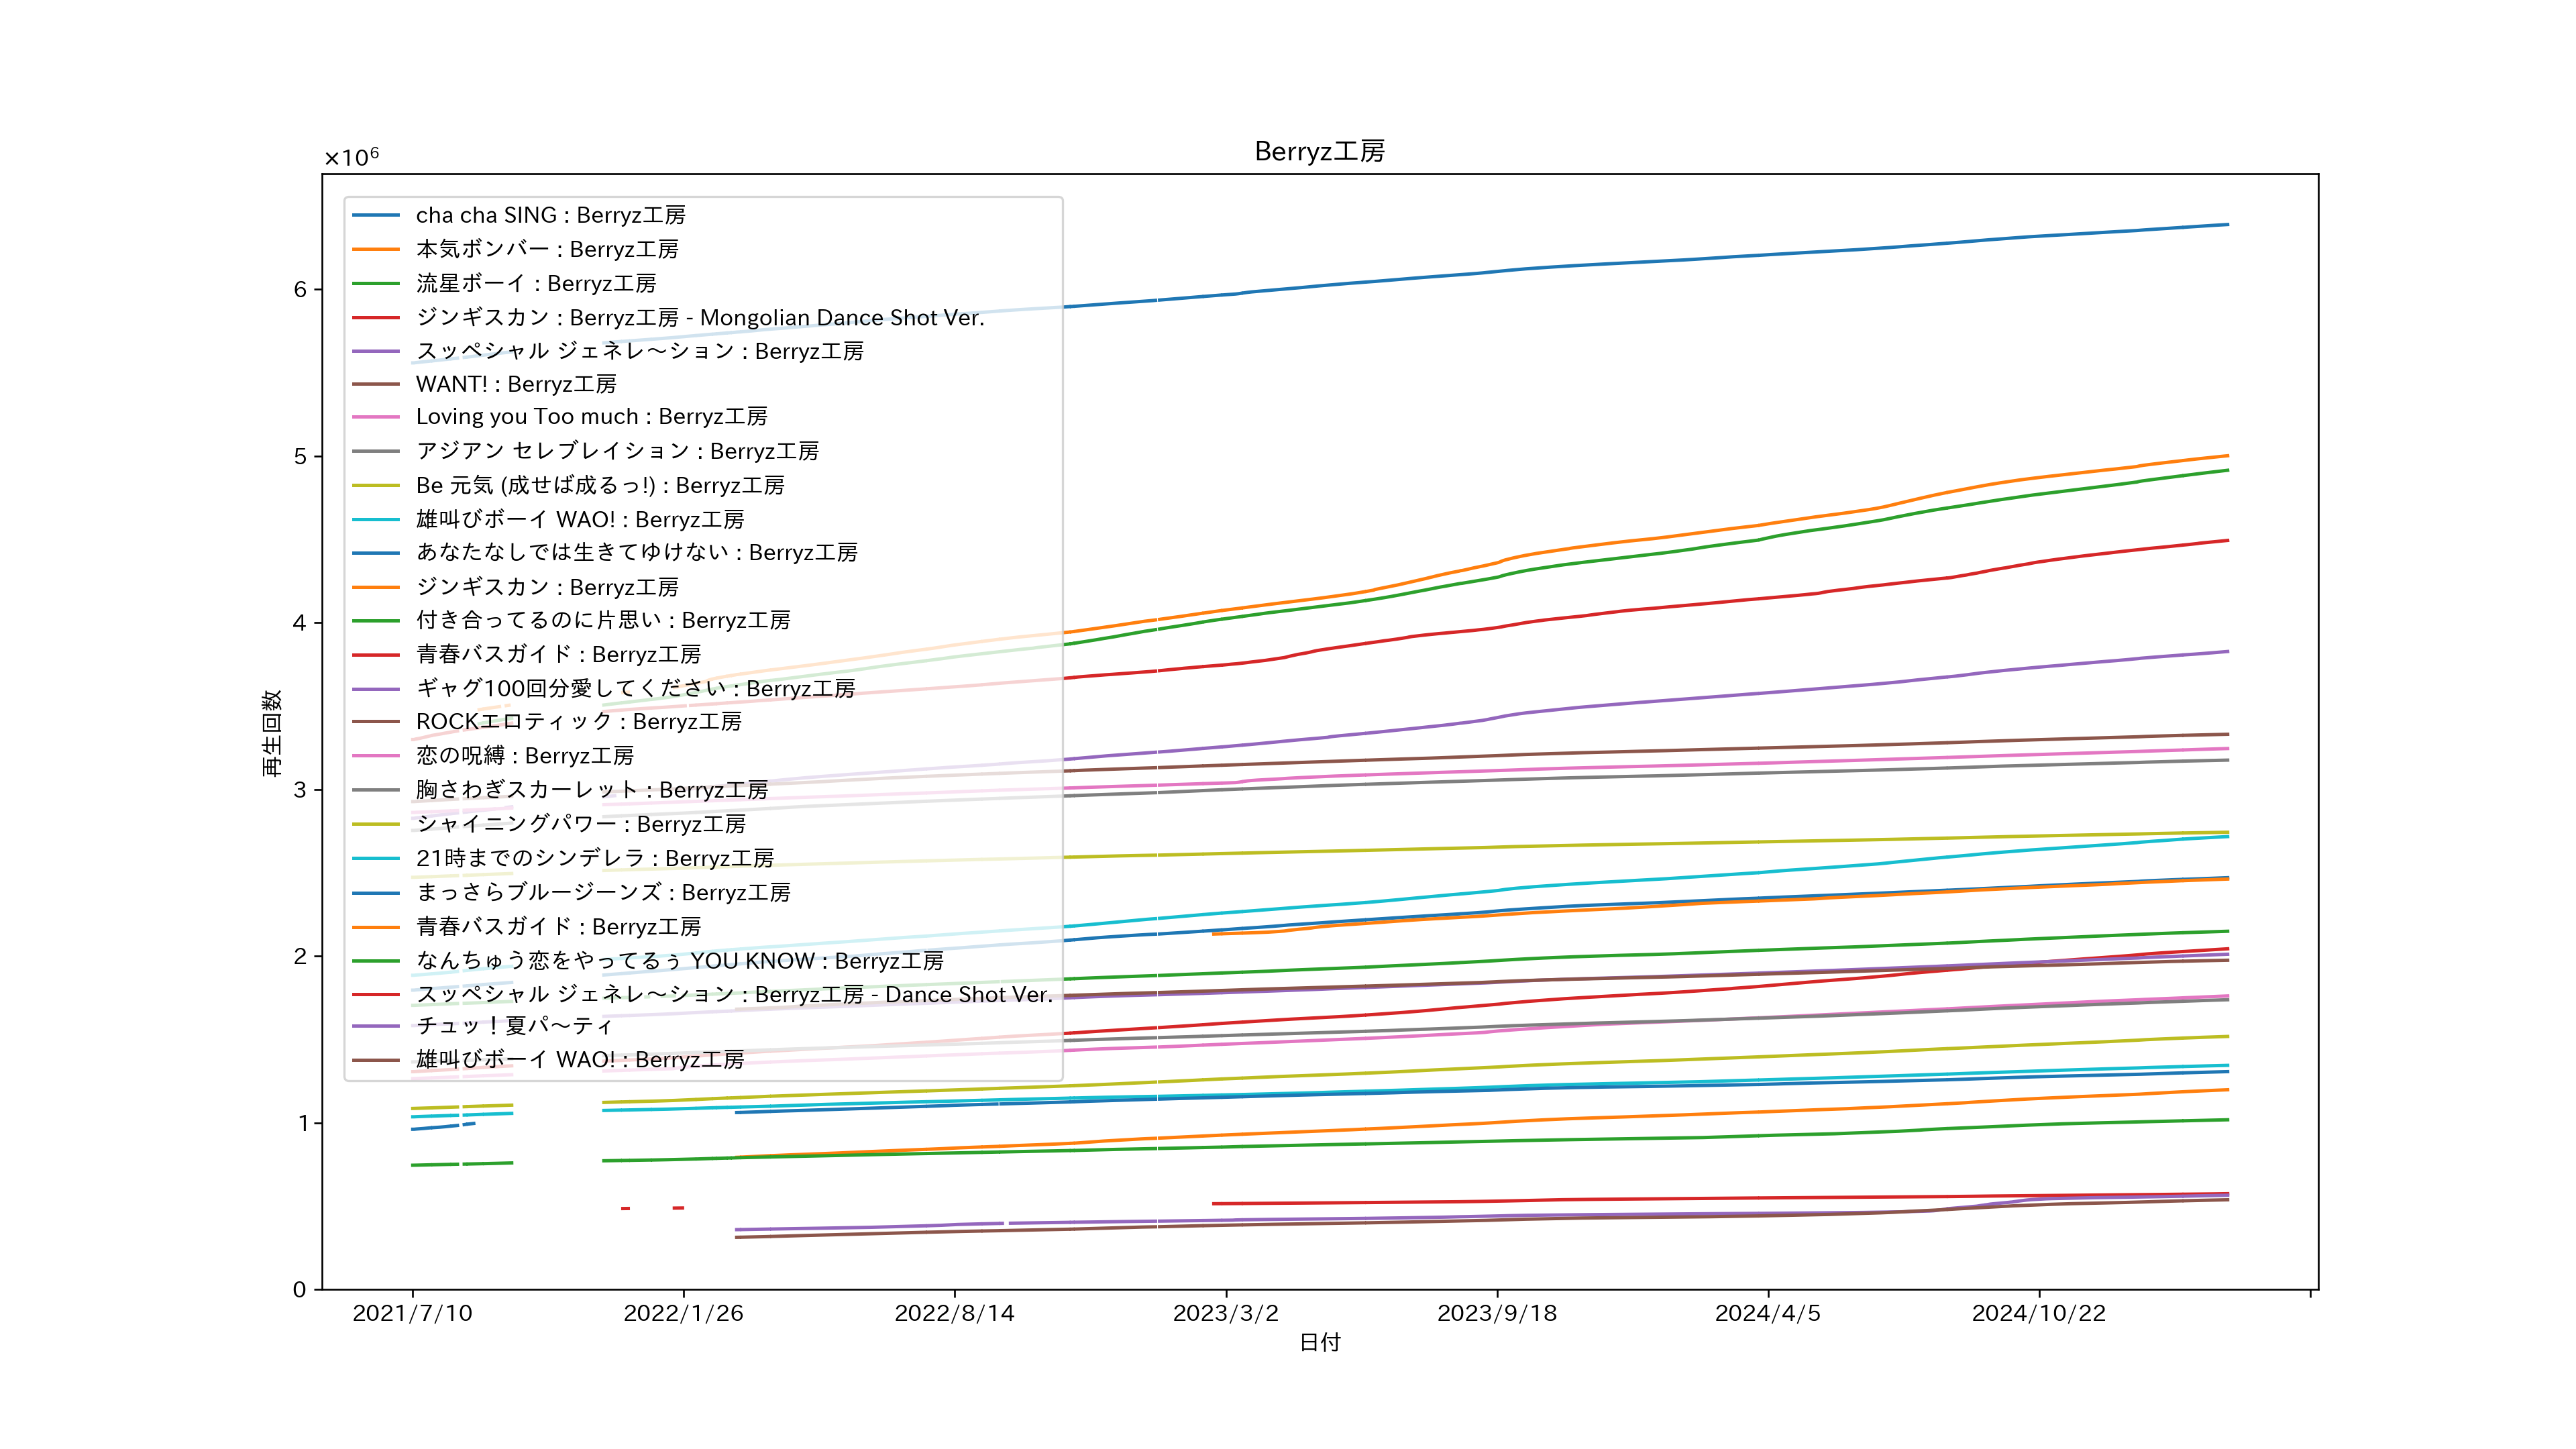 Berryz工房
×10⁶
cha cha SING : Berryz工房
本気ボンバー : Berryz工房
流星ボーイ : Berryz工房
ジンギスカン : Berryz工房 - Mongolian Dance Shot Ver.
スッペシャル ジェネレ～ション : Berryz工房
WANT! : Berryz工房
Loving you Too much : Berryz工房
アジアン セレブレイション : Berryz工房
Be 元気 (成せば成るっ!) : Berryz工房
雄叫びボーイ WAO! : Berryz工房
あなたなしでは生きてゆけない : Berryz工房
ジンギスカン : Berryz工房
付き合ってるのに片思い : Berryz工房
青春バスガイド : Berryz工房
ギャグ100回分愛してください : Berryz工房
ROCKエロティック : Berryz工房
恋の呪縛 : Berryz工房
胸さわぎスカーレット : Berryz工房
シャイニングパワー : Berryz工房
21時までのシンデレラ : Berryz工房
まっさらブルージーンズ : Berryz工房
青春バスガイド : Berryz工房
なんちゅう恋をやってるぅ YOU KNOW : Berryz工房
スッペシャル ジェネレ～ション : Berryz工房 - Dance Shot Ver.
チュッ！夏パ～ティ
雄叫びボーイ WAO! : Berryz工房
6
5
4
3
2
1
0
再生回数
2021/7/10 2022/1/26 2022/8/14 2023/3/2 2023/9/18 2024/4/5 2024/10/22
日付